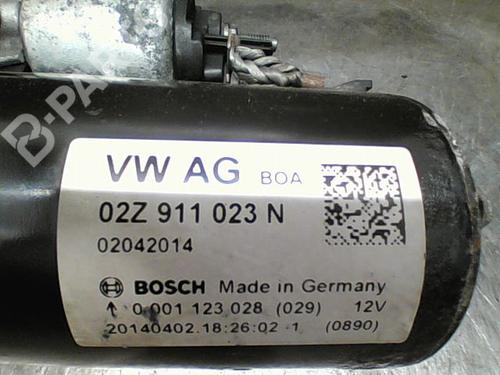 B-PARTS
VW AG BOA
02Z 911 023 N
02042014
BOSCH Made in Germany
↑ 0 001 123 028 (029) 12V
20140402.18:26:02-1 (0890)